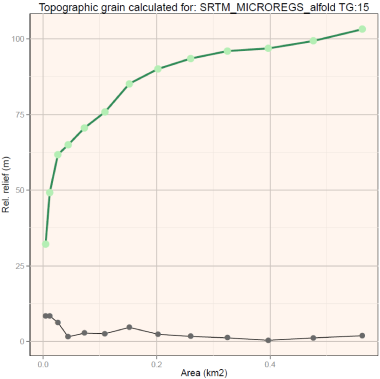 Topographic grain calculated for: SRTM_MICROREGS_alfold TG:15
100
75
50
25
0
Rel. relief (m)
0.0 0.2 0.4
Area (km2)